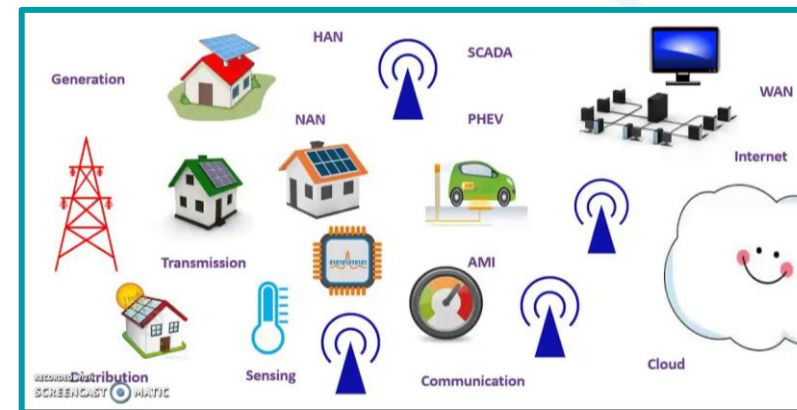 HAN
SCADA
Generation
WAN
NAN
PHEV
Internet
Transmission
AMI
Cloud
Distribution
Sensing
Communication
SCREENCAST MATIC